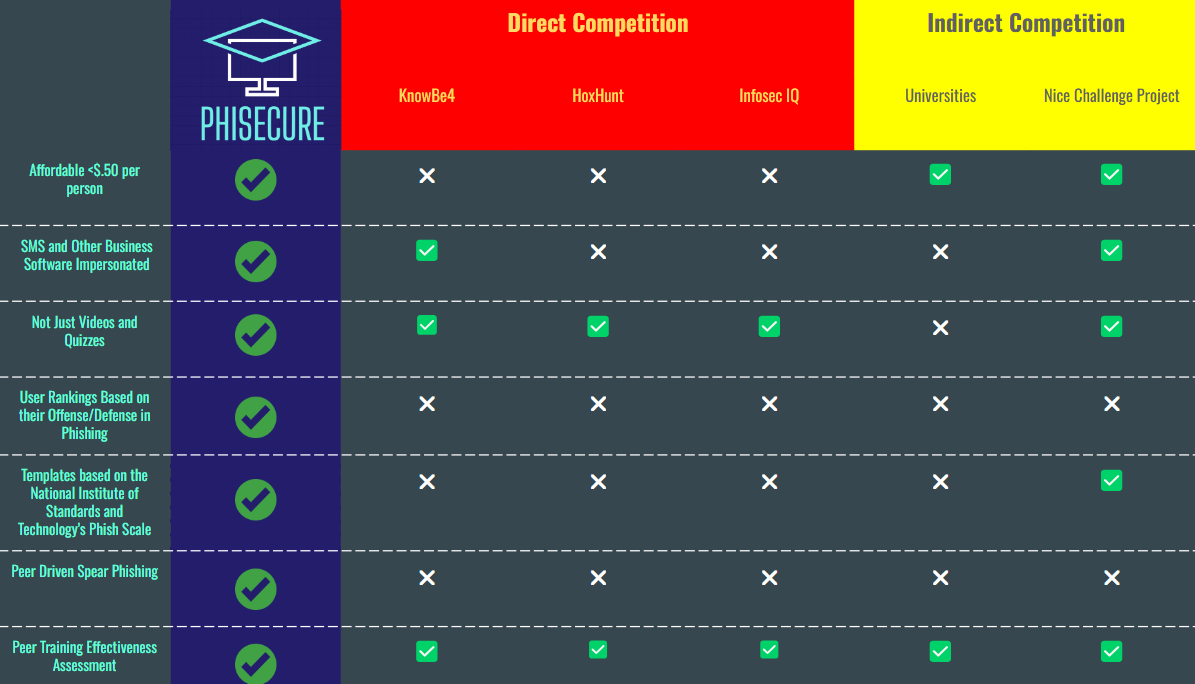 Direct Competition
Indirect Competition
KnowBe4
HoxHunt
Infosec IQ
Universities
Nice Challenge Project
PHISECURE
Affordable <$.50 per
person
SMS and Other Business
Software Impersonated
Not Just Videos and
Quizzes
User Rankings Based on
their Offense/Defense in
Phishing
Templates based on the
National Institute of
Standards and
Technology's Phish Scale
Peer Driven Spear Phishing
Peer Training Effectiveness
Assessment